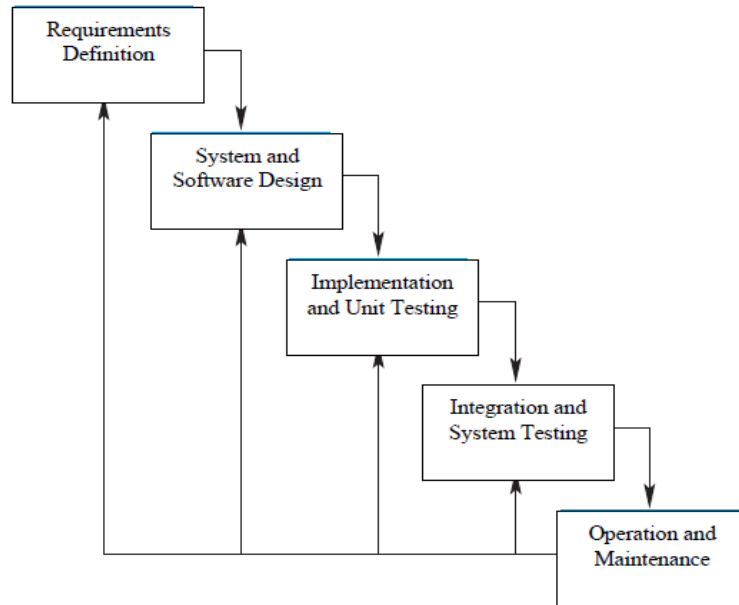 Requirements
Definition
System and
Software Design
Implementation
and Unit Testing
Integration and
System Testing
Operation and
Maintenance